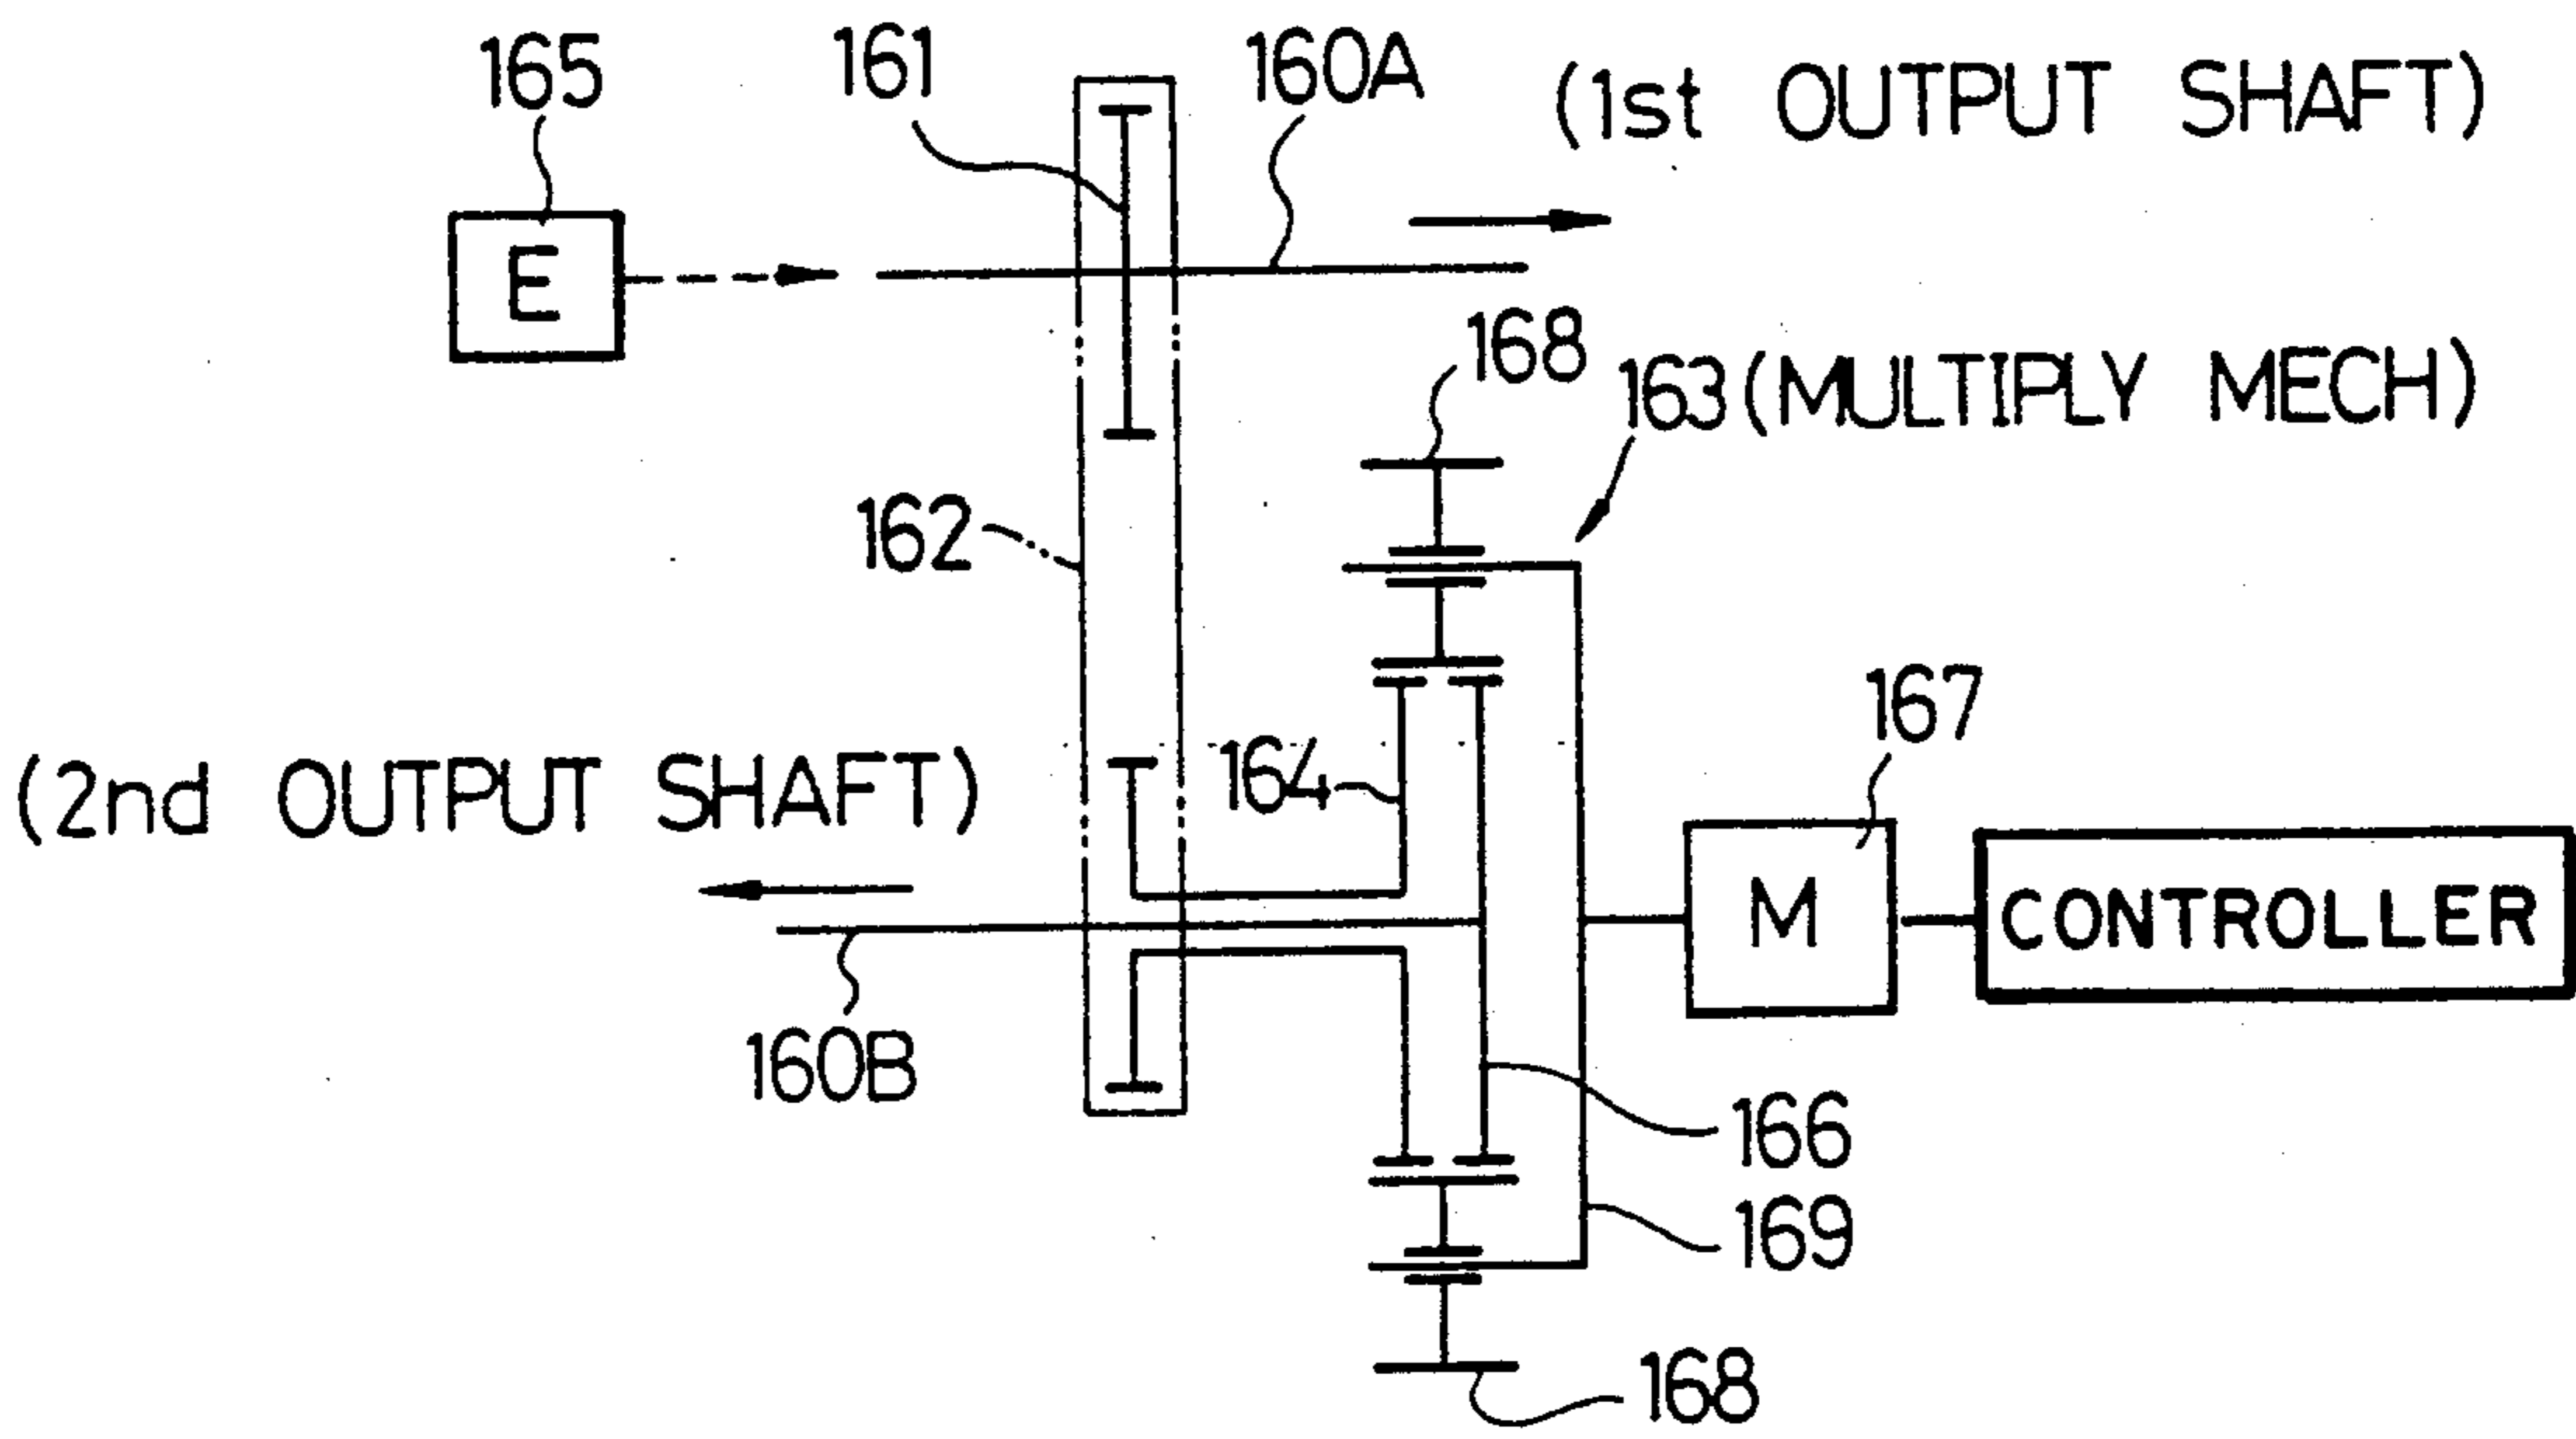 165
161
160A
(1st OUTPUT SHAFT)
E
168
163 (MULTIPLY MECH)
162
167
(2nd OUTPUT SHAFT)
164
M
CONTROLLER
160B
166
169
168